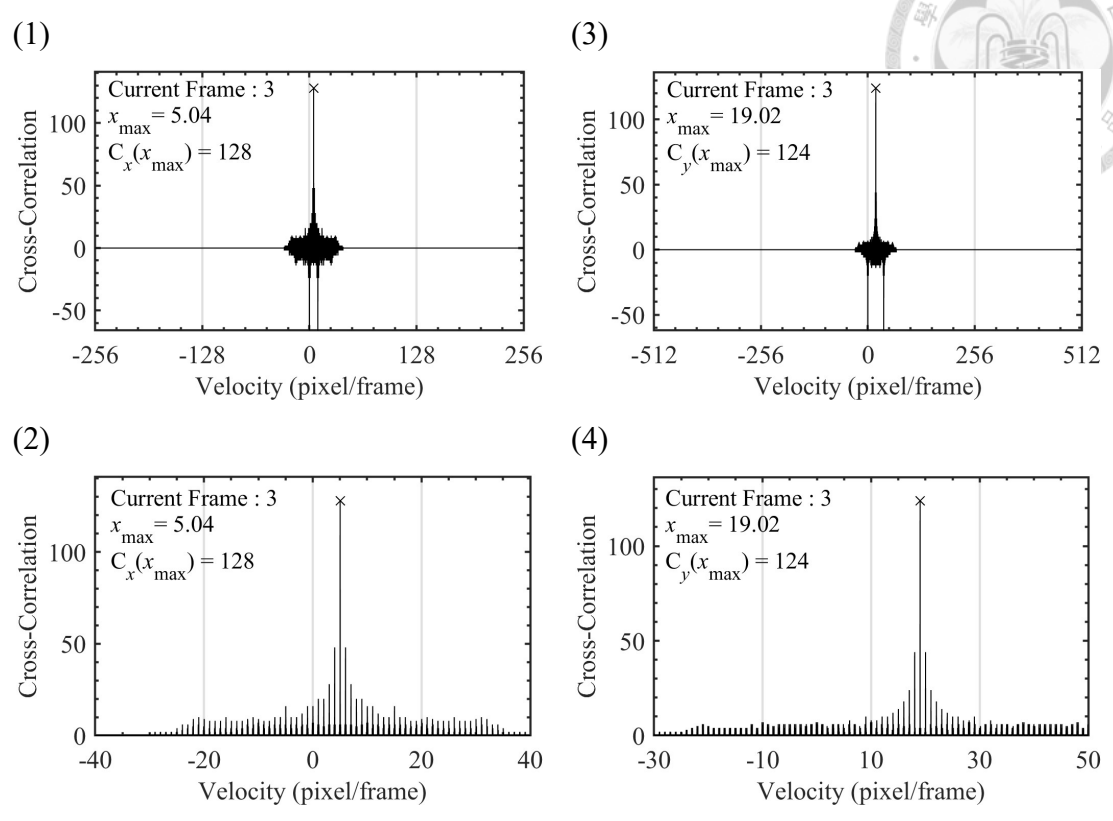 (1)
Current Frame : 3
x_max = 5.04
C_x(x_max) = 128
100
50
0
-50
Cross-Correlation
-256 -128 0 128 256
Velocity (pixel/frame)
(3)
Current Frame : 3
x_max = 19.02
C_y(x_max) = 124
100
50
0
-50
Cross-Correlation
-512 -256 0 256 512
Velocity (pixel/frame)
(2)
Current Frame : 3
x_max = 5.04
C_x(x_max) = 128
100
50
0
Cross-Correlation
-40 -20 0 20 40
Velocity (pixel/frame)
(4)
Current Frame : 3
x_max = 19.02
C_y(x_max) = 124
100
50
0
Cross-Correlation
-30 -10 10 30 50
Velocity (pixel/frame)